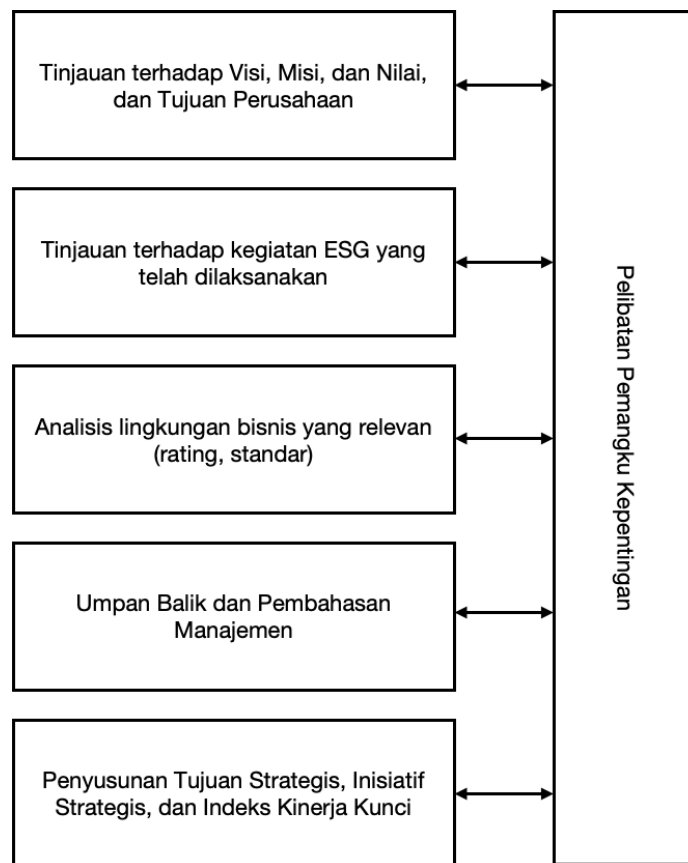 Tinjauan terhadap Visi, Misi, dan Nilai,
dan Tujuan Perusahaan
Tinjauan terhadap kegiatan ESG yang
telah dilaksanakan
Analisis lingkungan bisnis yang relevan
(rating, standar)
Umpan Balik dan Pembahasan
Manajemen
Penyusunan Tujuan Strategis, Inisiatif
Strategis, dan Indeks Kinerja Kunci
Pelibatan Pemangku Kepentingan